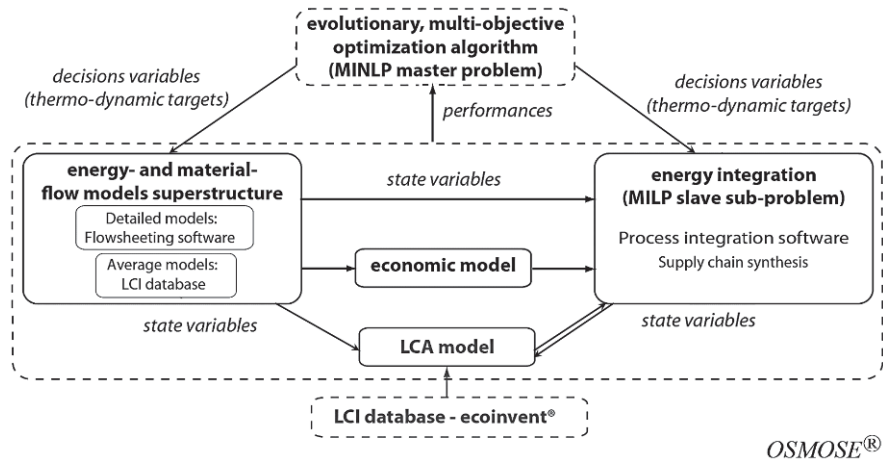 evolutionary, multi-objective
optimization algorithm
(MINLP master problem)
decisions variables
(thermo-dynamic targets)
performances
decisions variables
(thermo-dynamic targets)
energy- and material-
flow models superstructure
Detailed models:
Flowsheeting software
Average models:
LCI database
state variables
energy integration
(MILP slave sub-problem)
Process integration software
Supply chain synthesis
economic model
state variables
LCA model
state variables
LCI database - ecoinvent®
OSMOSE®